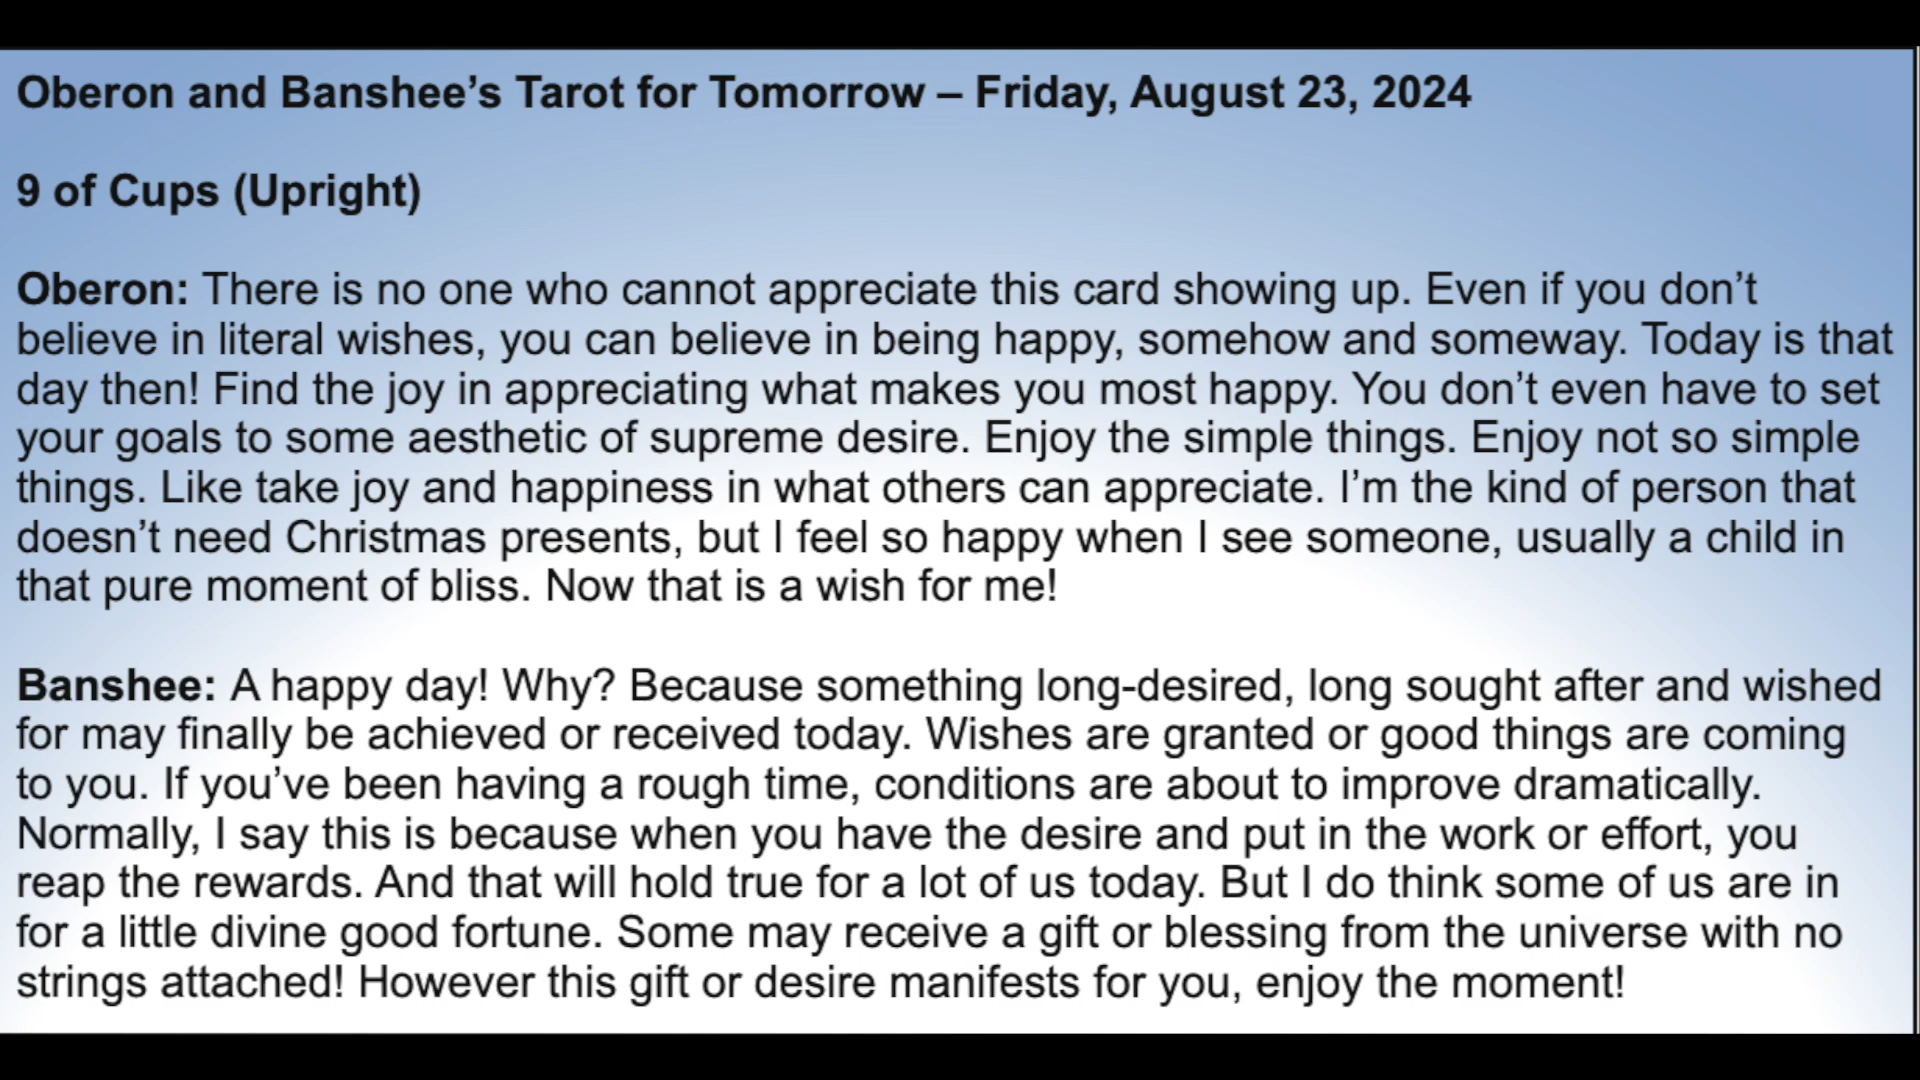 Oberon and Banshee’s Tarot for Tomorrow – Friday, August 23, 2024
9 of Cups (Upright)
Oberon: There is no one who cannot appreciate this card showing up. Even if you don’t
believe in literal wishes, you can believe in being happy, somehow and someway. Today is that
day then! Find the joy in appreciating what makes you most happy. You don’t even have to set
your goals to some aesthetic of supreme desire. Enjoy the simple things. Enjoy not so simple
things. Like take joy and happiness in what others can appreciate. I’m the kind of person that
doesn’t need Christmas presents, but I feel so happy when I see someone, usually a child in
that pure moment of bliss. Now that is a wish for me!
Banshee: A happy day! Why? Because something long-desired, long sought after and wished
for may finally be achieved or received today. Wishes are granted or good things are coming
to you. If you’ve been having a rough time, conditions are about to improve dramatically.
Normally, I say this is because when you have the desire and put in the work or effort, you
reap the rewards. And that will hold true for a lot of us today. But I do think some of us are in
for a little divine good fortune. Some may receive a gift or blessing from the universe with no
strings attached! However this gift or desire manifests for you, enjoy the moment!